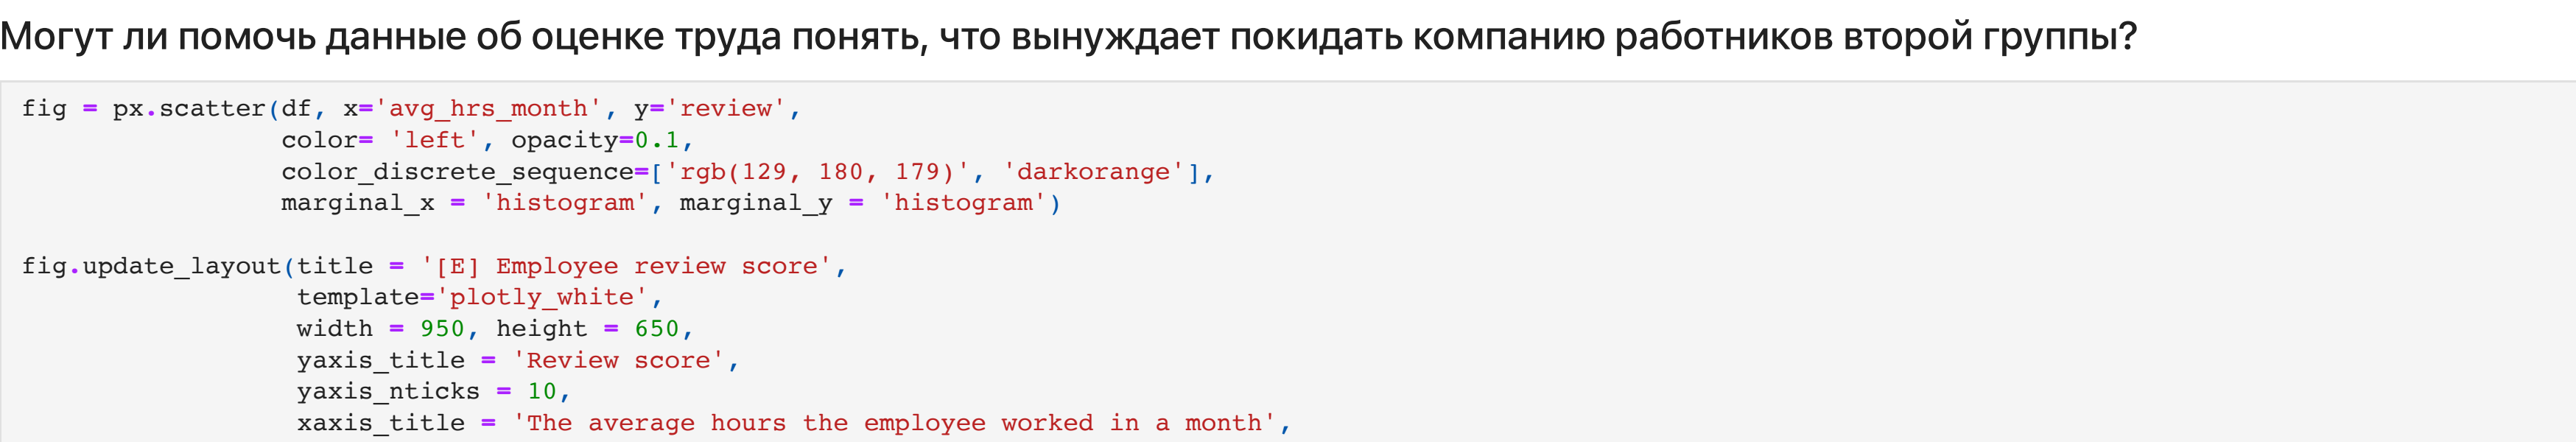 Могут ли помочь данные об оценке труда понять, что вынуждает покидать компанию работников второй группы?
fig = px.scatter(df, x='avg_hrs_month', y='review',
                 color= 'left', opacity=0.1,
                 color_discrete_sequence=['rgb(129, 180, 179)', 'darkorange'],
                 marginal_x = 'histogram', marginal_y = 'histogram')

fig.update_layout(title = '[E] Employee review score',
                  template='plotly_white',
                  width = 950, height = 650,
                  yaxis_title = 'Review score',
                  yaxis_nticks = 10,
                  xaxis_title = 'The average hours the employee worked in a month',